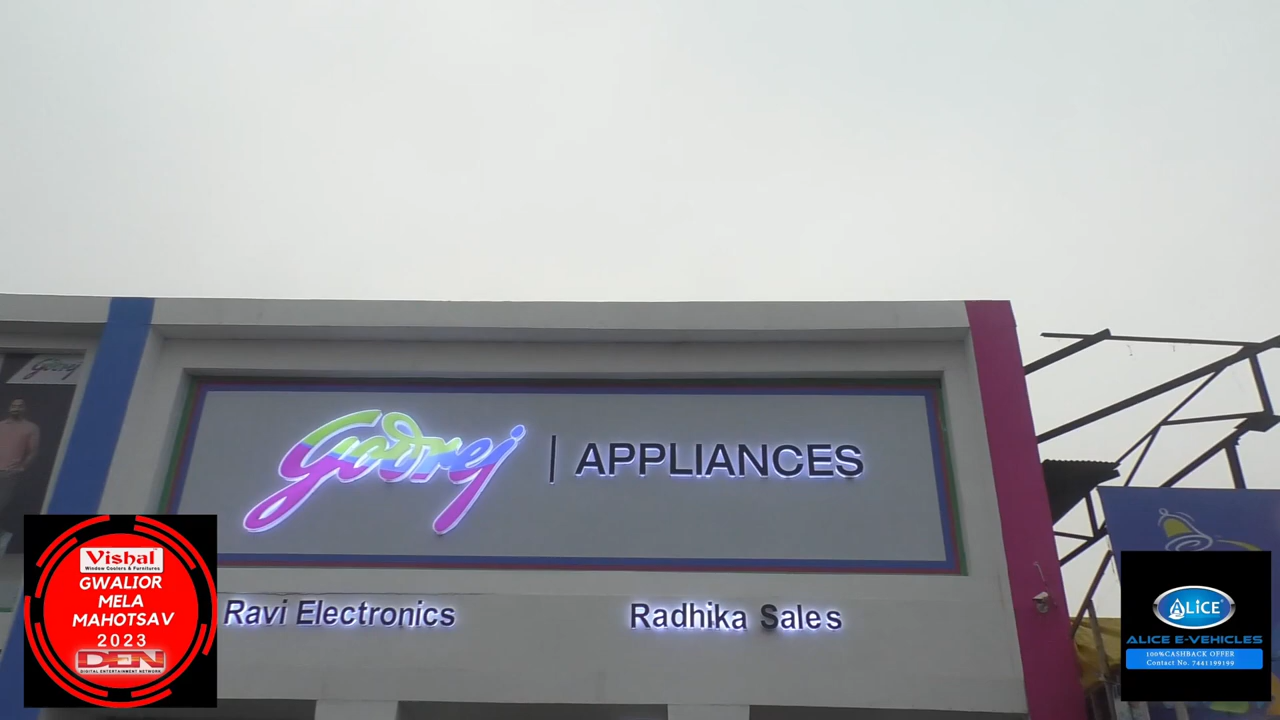 Godrej
Godrej | APPLIANCES
Ravi Electronics
Radhika Sales
Vishal
Window Coolers & Furnitures
GWALIOR
MELA
MAHOTSAV
2023
DEN
DIGITAL ENTERTAINMENT NETWORK
ALICE®
ALICE E-VEHICLES
100%CASHBACK OFFER
Contact No. 7441199199